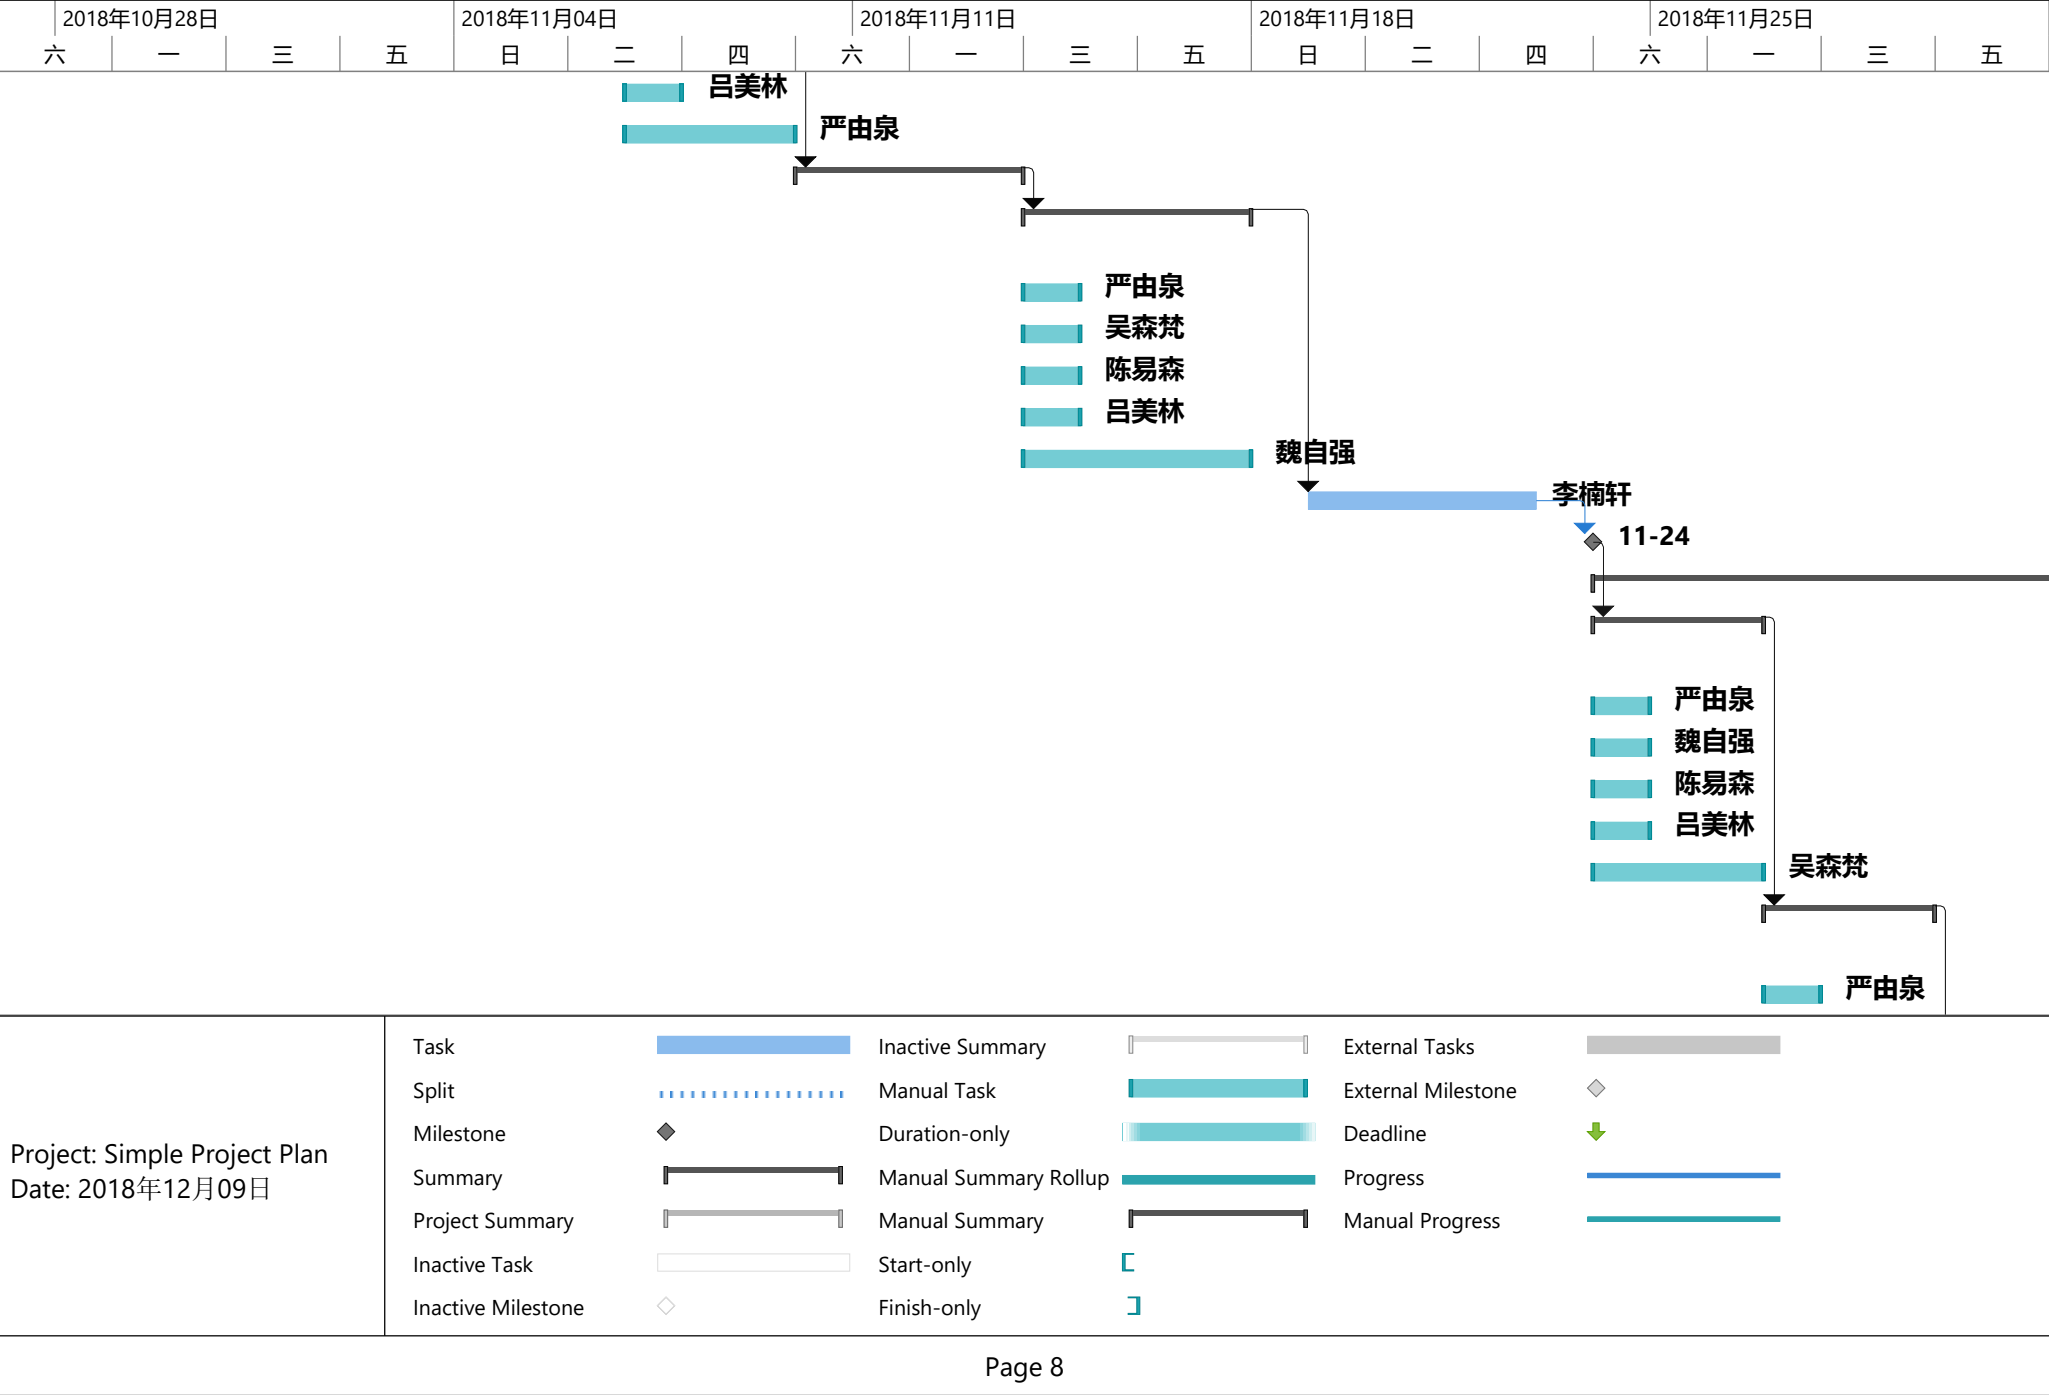 2018年10月28日 2018年11月04日 2018年11月11日 2018年11月18日 2018年11月25日
六 一 三 五 日 二 四 六 一 三 五 日 二 四 六 一 三 五
吕美林
严由泉
严由泉
吴森梵
陈易森
吕美林
魏自强
李楠轩
11-24
严由泉
魏自强
陈易森
吕美林
吴森梵
严由泉
Project: Simple Project Plan
Date: 2018年12月09日
Task
Split
Milestone
Summary
Project Summary
Inactive Task
Inactive Milestone
Inactive Summary
Manual Task
Duration-only
Manual Summary Rollup
Manual Summary
Start-only
Finish-only
External Tasks
External Milestone
Deadline
Progress
Manual Progress
Page 8